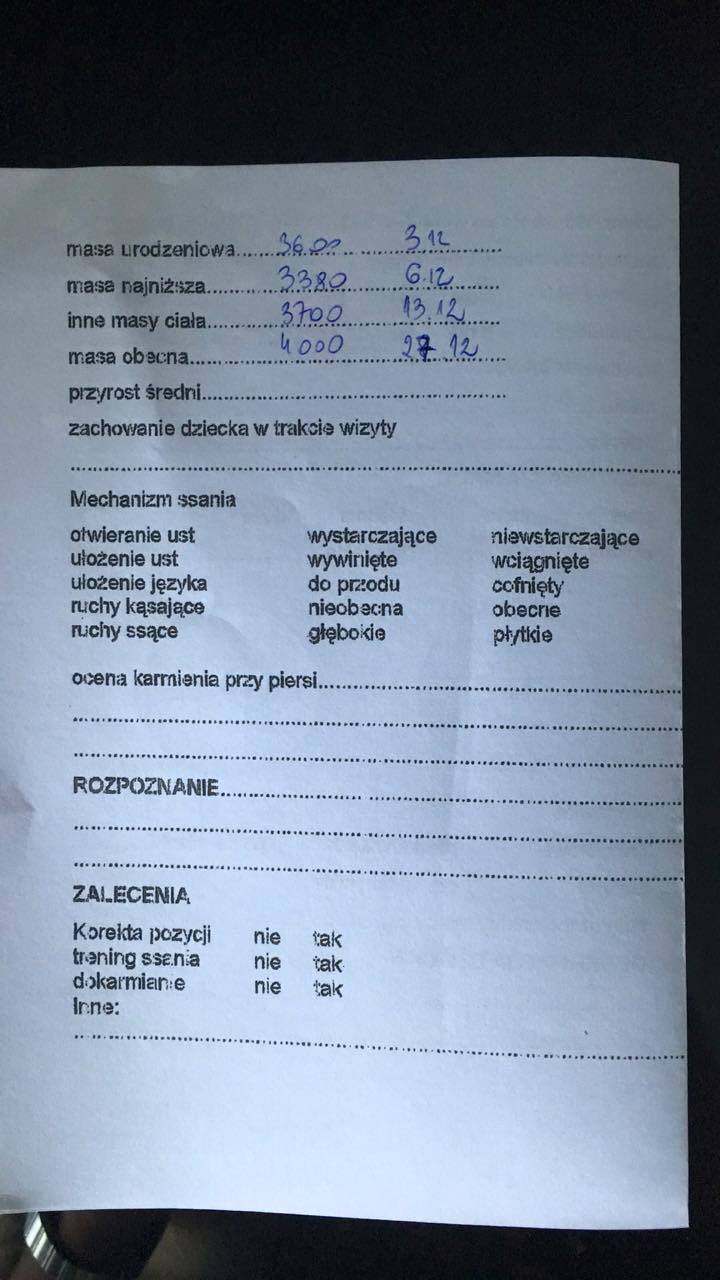 masa urodzeniowa.....3600.........3.12.......
masa najniższa..........3380..........6.12.......
inne masy ciała.........3700..........13.12......
masa obecna............4000..........27.12......
przyrost średni.......................................................
zachowanie dziecka w trakcie wizyty
....................................................................................................
Mechanizm ssania
otwieranie ust wystarczające niewstarczające
ułożenie ust wywinięte wciągnięte
ułożenie języka do przodu cofnięty
ruchy kąsające nieobecna obecne
ruchy ssące głębokie płytkie
ocena karmienia przy piersi............................................................
....................................................................................................
....................................................................................................
ROZPOZNANIE............................................................................
....................................................................................................
....................................................................................................
ZALECENIA
Korekta pozycji nie tak
trening ssania nie tak
dokarmianie nie tak
Inne:
....................................................................................................